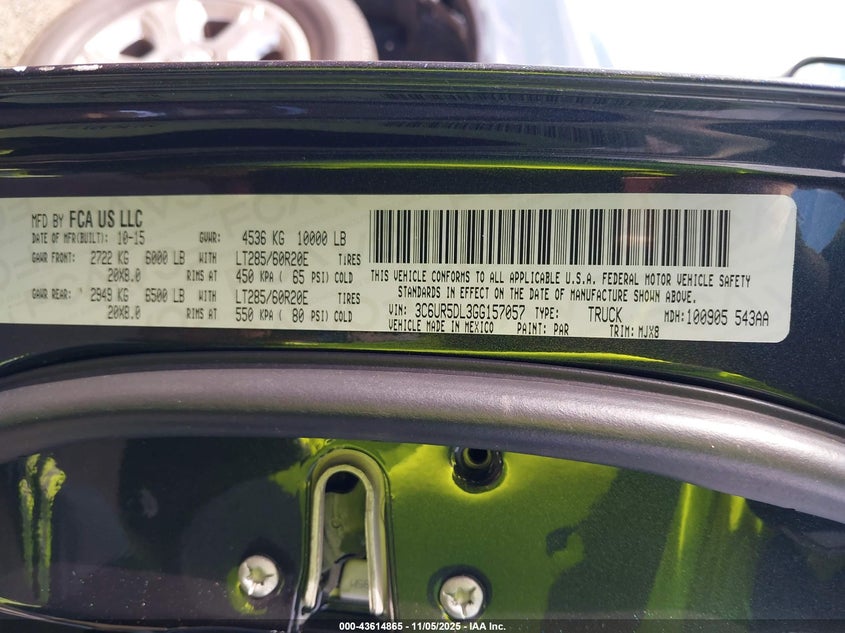 MFD BY FCA US LLC
DATE OF MFR(BUILT): 10-15 GVWR: 4536 KG 10000 LB
GAWR FRONT: 2722 KG 6000 LB WITH LT285/60R20E TIRES
20X8.0 RIMS AT 450 KPA ( 65 PSI) COLD
GAWR REAR: 2949 KG 6500 LB WITH LT285/60R20E TIRES
20X8.0 RIMS AT 550 KPA ( 80 PSI) COLD
THIS VEHICLE CONFORMS TO ALL APPLICABLE U.S.A. FEDERAL MOTOR VEHICLE SAFETY
STANDARDS IN EFFECT ON THE DATE OF MANUFACTURE SHOWN ABOVE.
VIN: 3C6UR5DL3GG157057 TYPE: TRUCK MDH: 100905 543AA
VEHICLE MADE IN MEXICO PAINT: PAR TRIM: MJX8
000-43614865 - 11/05/2025 - IAA Inc.